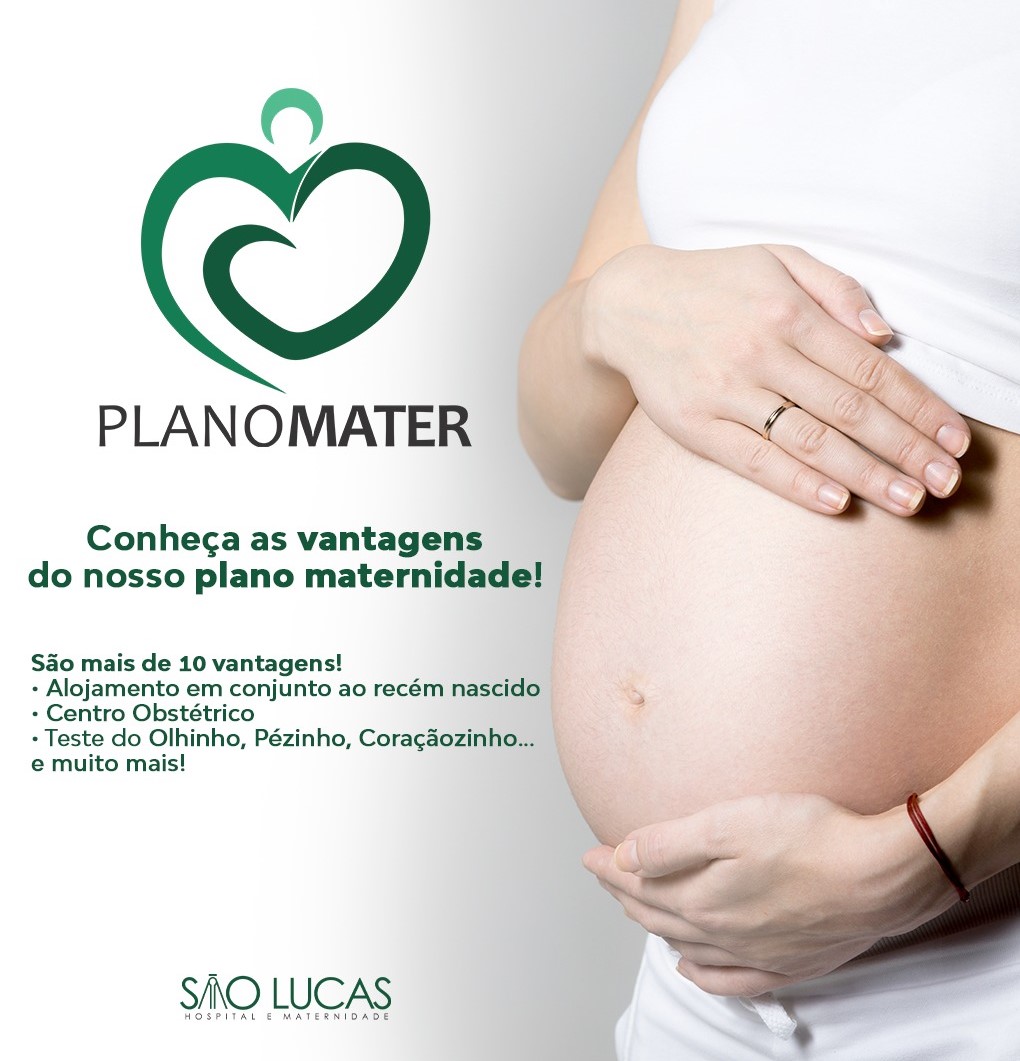 PLANOMATER
Conheça as vantagens
do nosso plano maternidade!
São mais de 10 vantagens!
• Alojamento em conjunto ao recém nascido
• Centro Obstétrico
• Teste do Olhinho, Pézinho, Coraçãozinho...
e muito mais!
SÃO LUCAS
HOSPITAL E MATERNIDADE